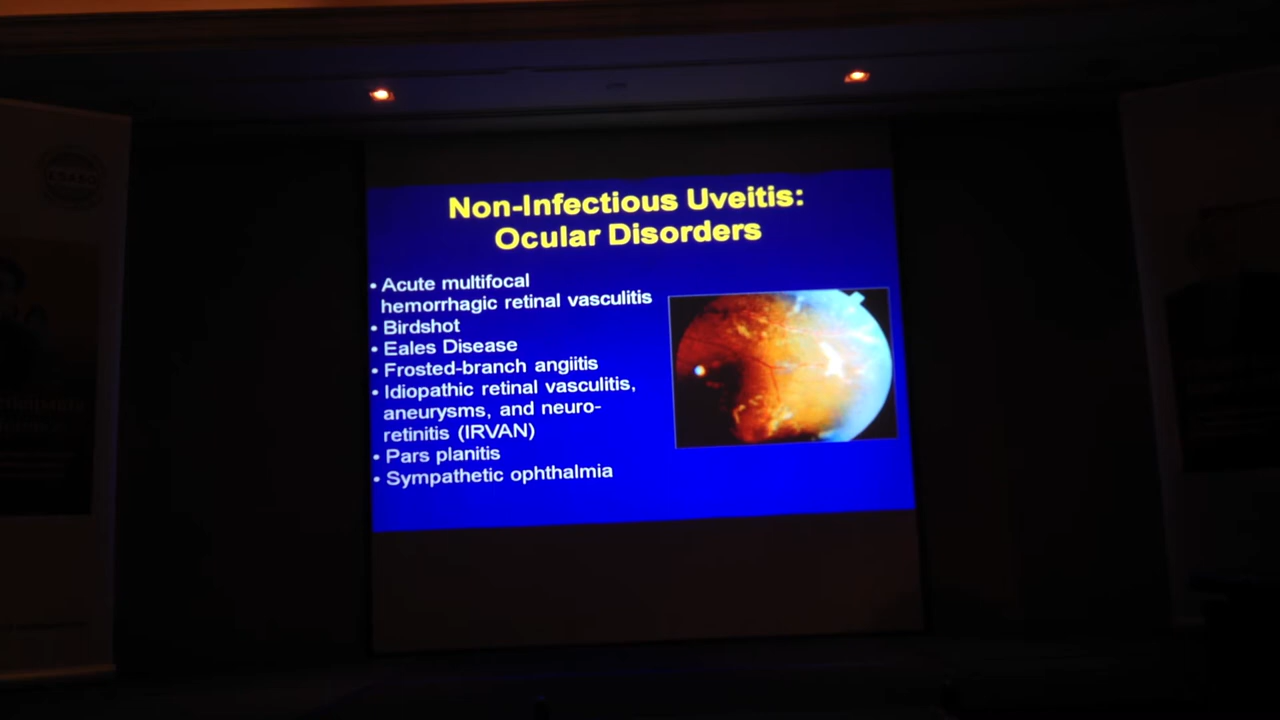 Non-Infectious Uveitis:
Ocular Disorders
• Acute multifocal
hemorrhagic retinal vasculitis
• Birdshot
• Eales Disease
• Frosted-branch angiitis
• Idiopathic retinal vasculitis,
aneurysms, and neuro-
retinitis (IRVAN)
• Pars planitis
• Sympathetic ophthalmia